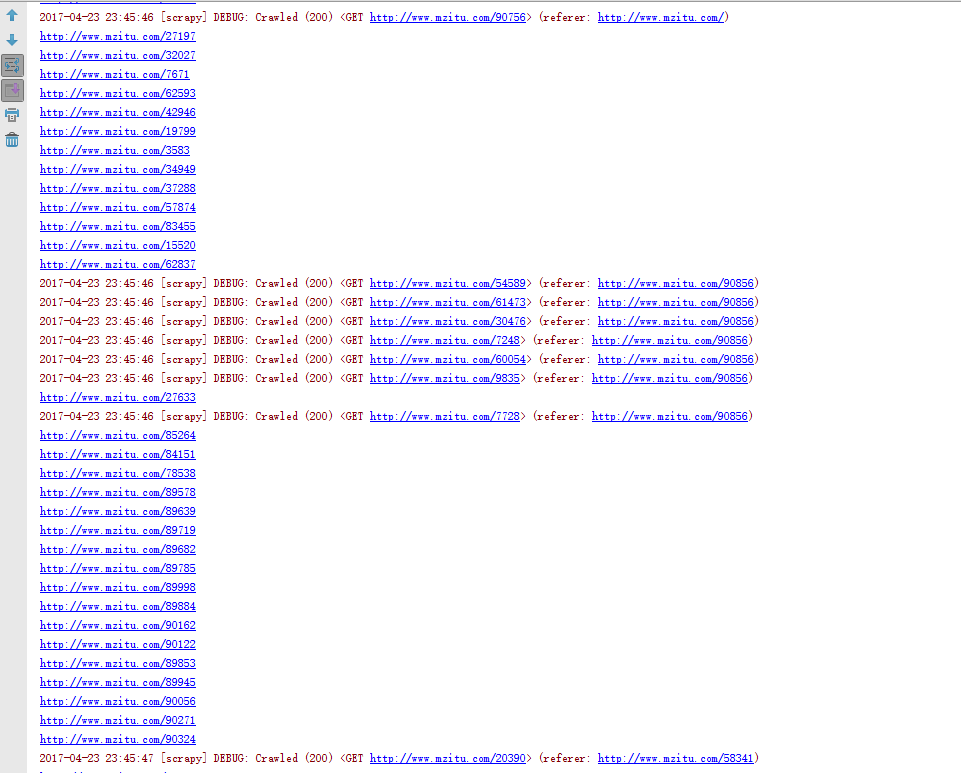 2017-04-23 23:45:46 [scrapy] DEBUG: Crawled (200) <GET http://www.mzitu.com/90756> (referer: http://www.mzitu.com/)
http://www.mzitu.com/27197
http://www.mzitu.com/32027
http://www.mzitu.com/7671
http://www.mzitu.com/62593
http://www.mzitu.com/42946
http://www.mzitu.com/19799
http://www.mzitu.com/3583
http://www.mzitu.com/34949
http://www.mzitu.com/37288
http://www.mzitu.com/57874
http://www.mzitu.com/83455
http://www.mzitu.com/15520
http://www.mzitu.com/62837
2017-04-23 23:45:46 [scrapy] DEBUG: Crawled (200) <GET http://www.mzitu.com/54589> (referer: http://www.mzitu.com/90856)
2017-04-23 23:45:46 [scrapy] DEBUG: Crawled (200) <GET http://www.mzitu.com/61473> (referer: http://www.mzitu.com/90856)
2017-04-23 23:45:46 [scrapy] DEBUG: Crawled (200) <GET http://www.mzitu.com/30476> (referer: http://www.mzitu.com/90856)
2017-04-23 23:45:46 [scrapy] DEBUG: Crawled (200) <GET http://www.mzitu.com/7248> (referer: http://www.mzitu.com/90856)
2017-04-23 23:45:46 [scrapy] DEBUG: Crawled (200) <GET http://www.mzitu.com/60054> (referer: http://www.mzitu.com/90856)
2017-04-23 23:45:46 [scrapy] DEBUG: Crawled (200) <GET http://www.mzitu.com/9835> (referer: http://www.mzitu.com/90856)
http://www.mzitu.com/27633
2017-04-23 23:45:46 [scrapy] DEBUG: Crawled (200) <GET http://www.mzitu.com/7728> (referer: http://www.mzitu.com/90856)
http://www.mzitu.com/85264
http://www.mzitu.com/84151
http://www.mzitu.com/78538
http://www.mzitu.com/89578
http://www.mzitu.com/89639
http://www.mzitu.com/89719
http://www.mzitu.com/89682
http://www.mzitu.com/89785
http://www.mzitu.com/89998
http://www.mzitu.com/89884
http://www.mzitu.com/90162
http://www.mzitu.com/90122
http://www.mzitu.com/89853
http://www.mzitu.com/89945
http://www.mzitu.com/90056
http://www.mzitu.com/90271
http://www.mzitu.com/90324
2017-04-23 23:45:47 [scrapy] DEBUG: Crawled (200) <GET http://www.mzitu.com/20390> (referer: http://www.mzitu.com/58341)